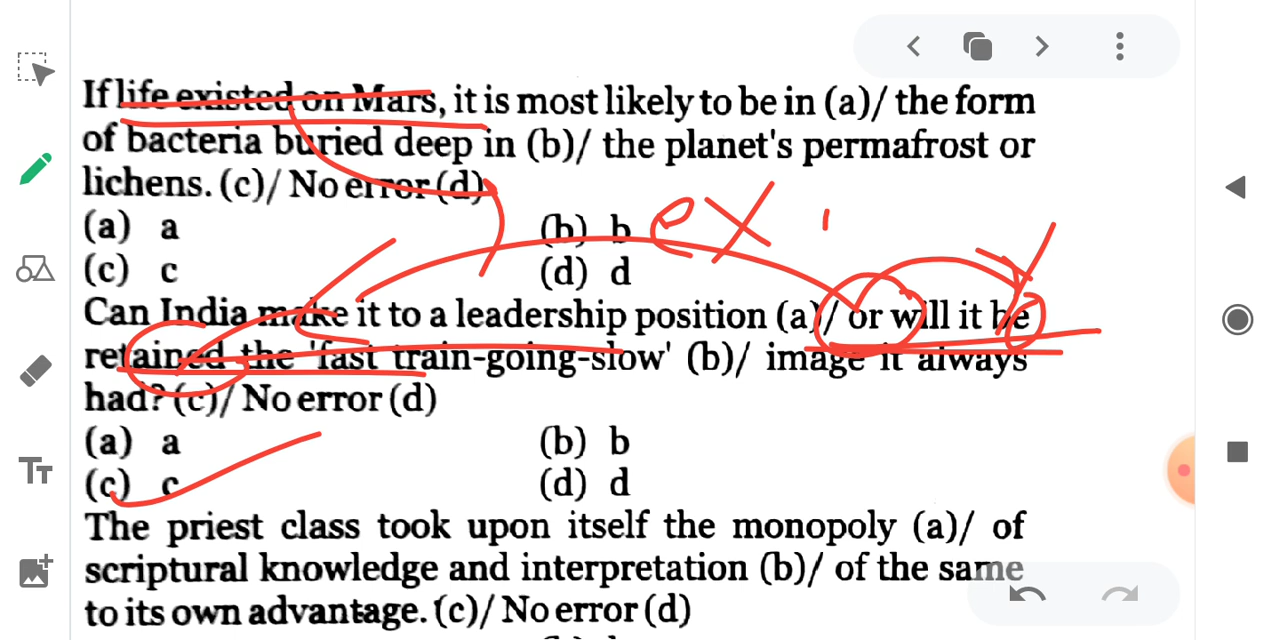 If life existed on Mars, it is most likely to be in (a)/ the form
of bacteria buried deep in (b)/ the planet's permafrost or
lichens. (c)/ No error (d)
(a) a (b) b
ex
(c) c (d) d
Can India make it to a leadership position (a)/ or will it be
retained the 'fast train-going-slow' (b)/ image it always
had? (c)/ No error (d)
(a) a (b) b
(c) c (d) d
The priest class took upon itself the monopoly (a)/ of
scriptural knowledge and interpretation (b)/ of the same
to its own advantage. (c)/ No error (d)
TT